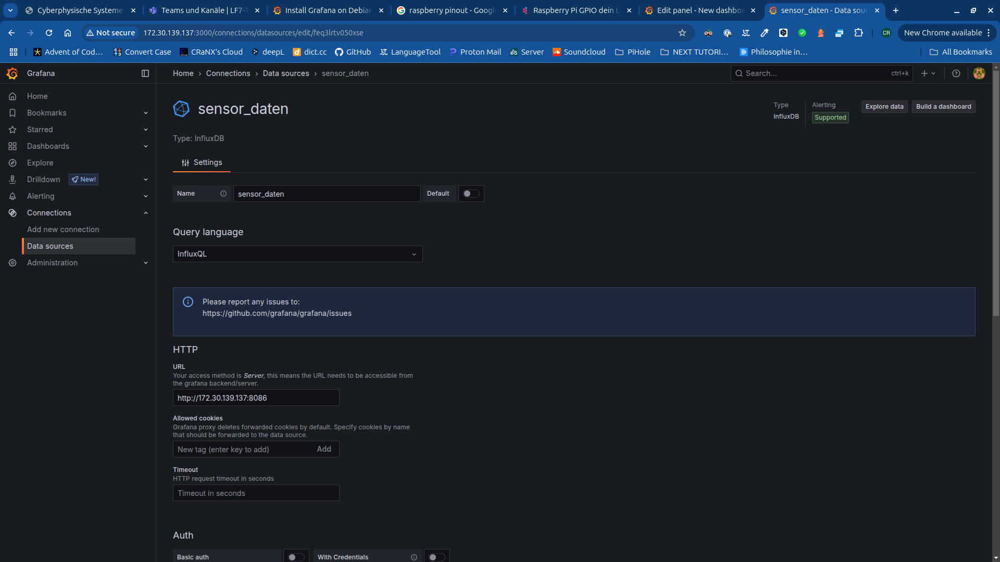 Cyberphysische Systeme
Teams und Kanäle | LF7-T
Install Grafana on Debian
raspberry pinout - Google
Raspberry Pi GPIO dein L
Edit panel - New dashboa
sensor_daten - Data sour
Not secure
172.30.139.137:3000/connections/datasources/edit/feq3lrtv050xse
CR
New Chrome available
Advent of Cod…
Convert Case
CRaNX's Cloud
deepL
dict.cc
GitHub
LanguageTool
Proton Mail
Server
Soundcloud
PiHole
NEXT TUTORI…
Philosophie in…
All Bookmarks
Grafana
Home › Connections › Data sources › sensor_daten
Search...
ctrl+k
Home
Bookmarks
Starred
Dashboards
Explore
Drilldown
New!
Alerting
Connections
Add new connection
Data sources
Administration
sensor_daten
Type
InfluxDB
Alerting
Supported
Explore data
Build a dashboard
Type: InfluxDB
Settings
Name
sensor_daten
Default
Query language
InfluxQL
Please report any issues to:
https://github.com/grafana/grafana/issues
HTTP
URL
Your access method is Server, this means the URL needs to be accessible from
the grafana backend/server.
http://172.30.139.137:8086
Allowed cookies
Grafana proxy deletes forwarded cookies by default. Specify cookies by name
that should be forwarded to the data source.
New tag (enter key to add)
Add
Timeout
HTTP request timeout in seconds
Timeout in seconds
Auth
Basic auth
With Credentials